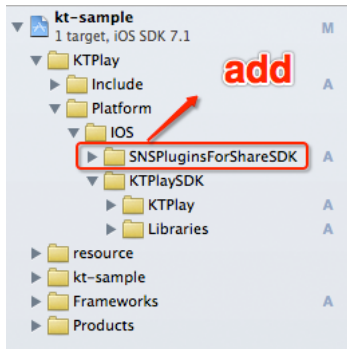 kt-sample
1 target, iOS SDK 7.1
M
KTPlay
add
Include
A
Platform
IOS
SNSPluginsForShareSDK
A
KTPlaySDK
KTPlay
A
Libraries
A
resource
kt-sample
Frameworks
A
Products